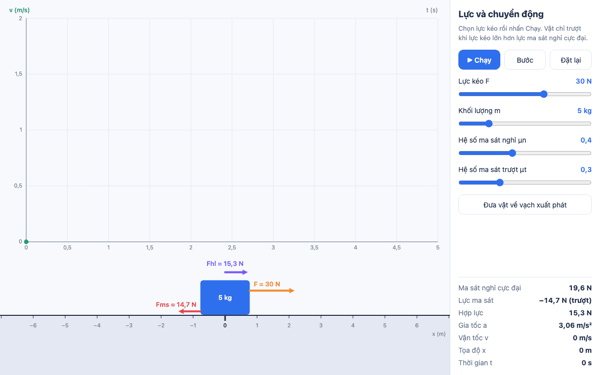 v (m/s)
t (s)
2
1,5
1
0,5
0
0
0,5
1
1,5
2
2,5
3
3,5
4
4,5
5
Fhl = 15,3 N
F = 30 N
Fms = 14,7 N
5 kg
−6
−5
−4
−3
−2
−1
0
1
2
3
4
5
6
x (m)
Lực và chuyển động
Chọn lực kéo rồi nhấn Chạy. Vật chỉ trượt
khi lực kéo lớn hơn lực ma sát nghỉ cực đại.
▶ Chạy
Bước
Đặt lại
Lực kéo F 30 N
Khối lượng m 5 kg
Hệ số ma sát nghỉ μn 0,4
Hệ số ma sát trượt μt 0,3
Đưa vật về vạch xuất phát
Ma sát nghỉ cực đại 19,6 N
Lực ma sát −14,7 N (trượt)
Hợp lực 15,3 N
Gia tốc a 3,06 m/s²
Vận tốc v 0 m/s
Tọa độ x 0 m
Thời gian t 0 s